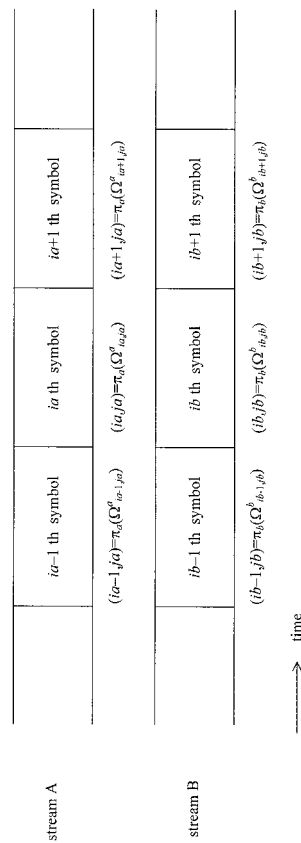 stream A
ia−1 th symbol ia th symbol ia+1 th symbol
(ia−1,ja)=πa(Ωᵃia-1,ja) (ia,ja)=πa(Ωᵃia,ja) (ia+1,ja)=πa(Ωᵃia+1,ja)
stream B
ib−1 th symbol ib th symbol ib+1 th symbol
(ib−1,jb)=πb(Ωᵇib-1,jb) (ib,jb)=πb(Ωᵇib,jb) (ib+1,jb)=πb(Ωᵇib+1,jb)
time